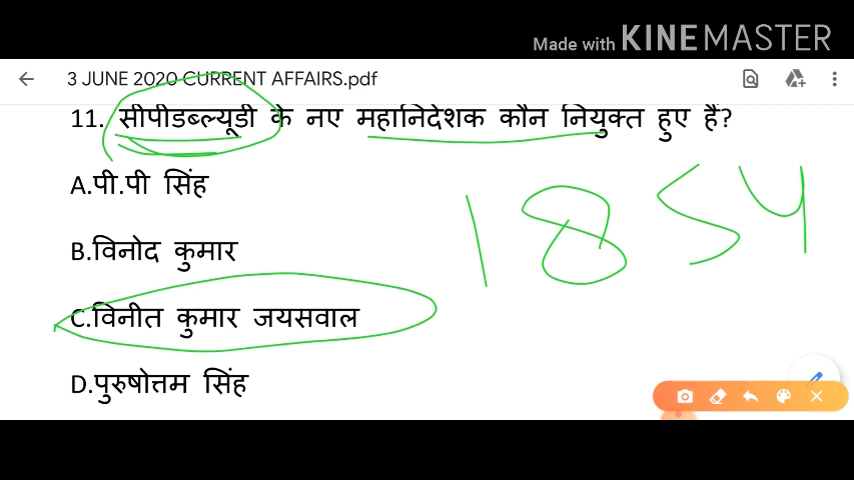 Made with KINEMASTER
3 JUNE 2020 CURRENT AFFAIRS.pdf
11. सीपीडब्ल्यूडी के नए महानिदेशक कौन नियुक्त हुए हैं?
A.पी.पी सिंह
1854
B.विनोद कुमार
C.विनीत कुमार जयसवाल
D.पुरुषोत्तम सिंह